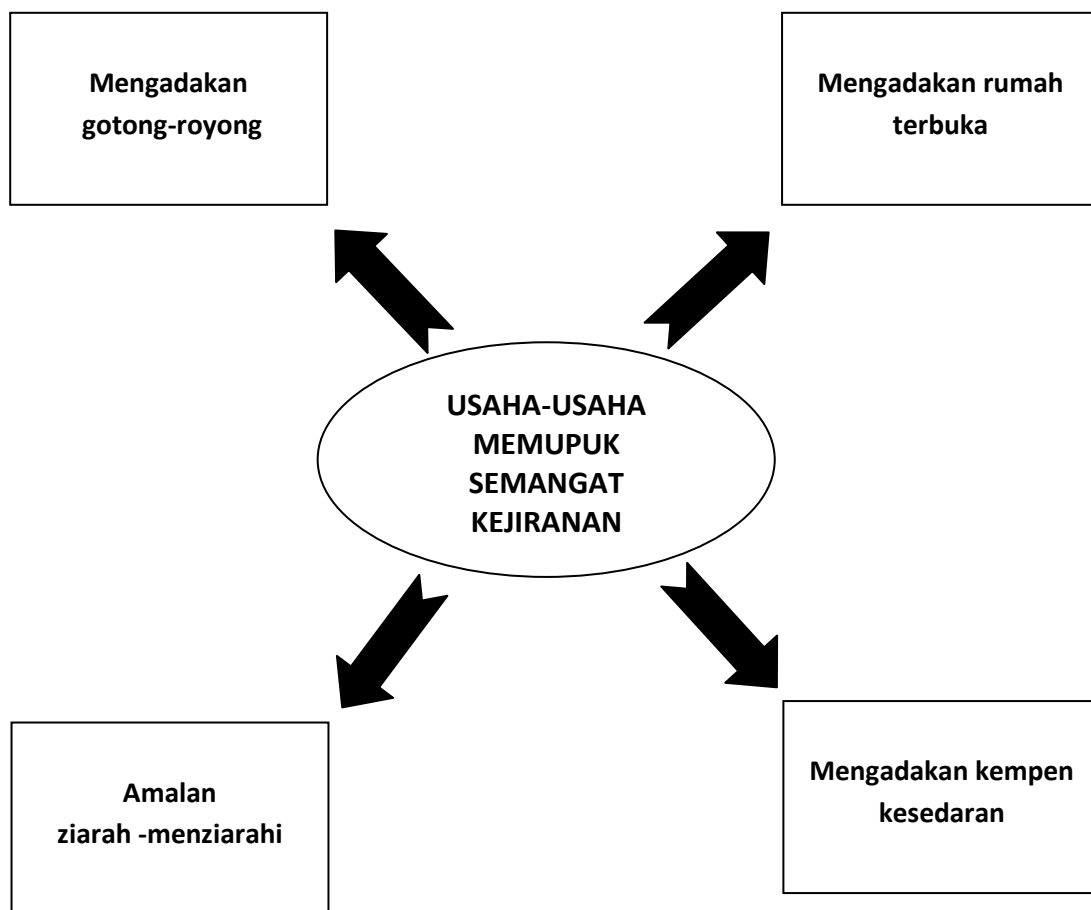 Mengadakan
gotong-royong
Mengadakan rumah
terbuka
USAHA-USAHA
MEMUPUK
SEMANGAT
KEJIRANAN
Amalan
ziarah -menziarahi
Mengadakan kempen
kesedaran